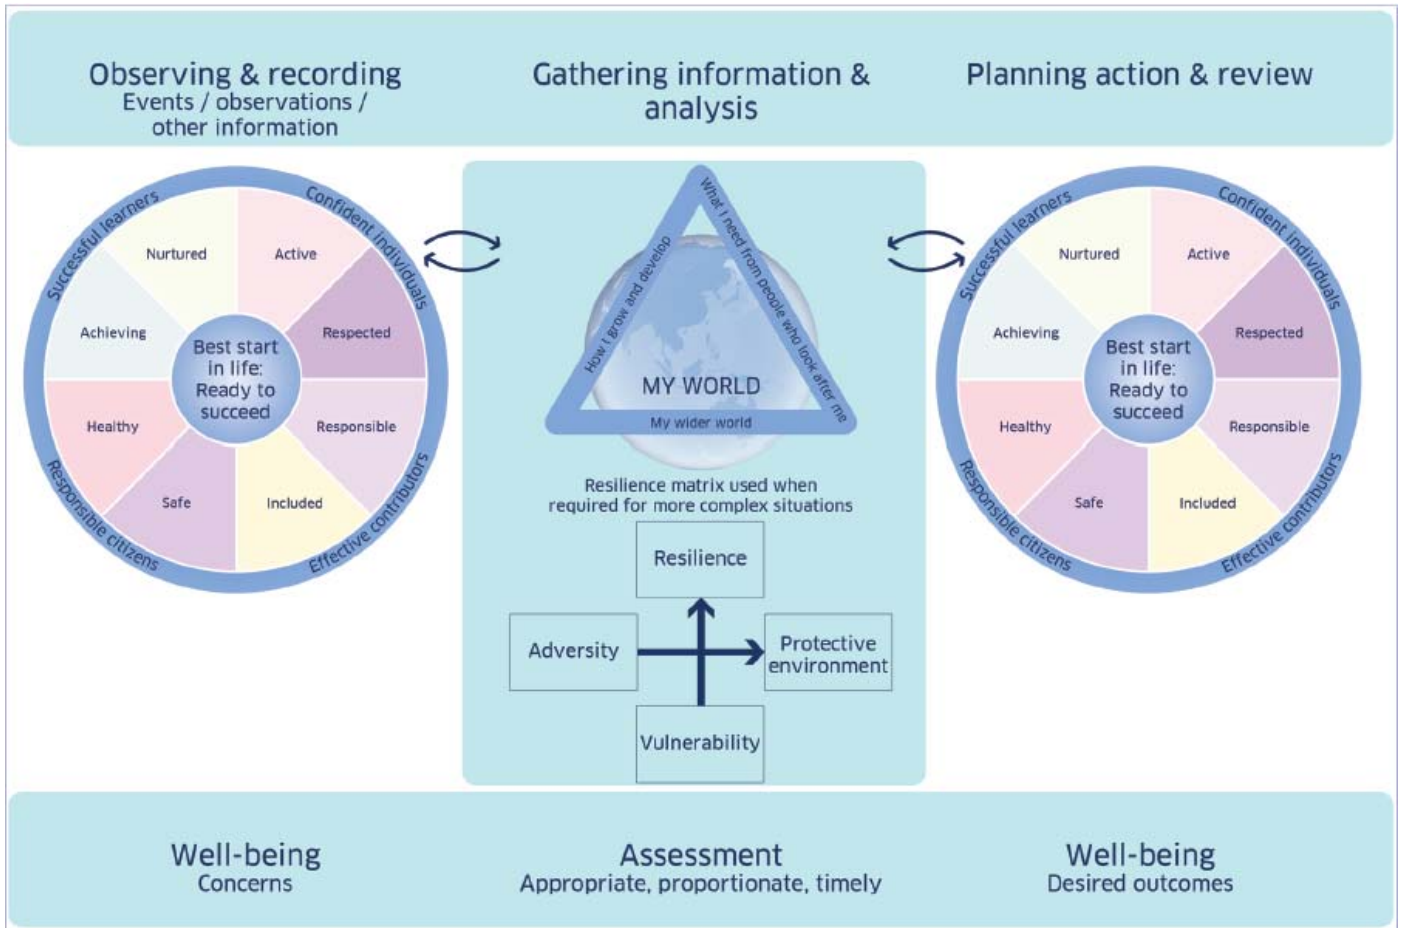 Observing & recording
Events / observations /
other information
Gathering information &
analysis
Planning action & review
Successful learners
Confident individuals
Nurtured
Active
Achieving
Respected
Best start
in life:
Ready to
succeed
Healthy
Responsible
Safe
Included
Responsible citizens
Effective contributors
How I grow and develop
What I need from people who look after me
MY WORLD
My wider world
Resilience matrix used when
required for more complex situations
Resilience
Adversity
Protective
environment
Vulnerability
Successful learners
Confident individuals
Nurtured
Active
Achieving
Respected
Best start
in life:
Ready to
succeed
Healthy
Responsible
Safe
Included
Responsible citizens
Effective contributors
Well-being
Concerns
Assessment
Appropriate, proportionate, timely
Well-being
Desired outcomes